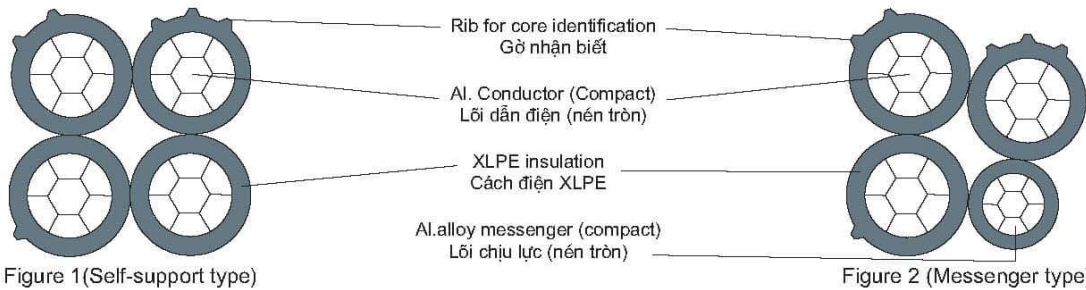 Rib for core identification
Gờ nhận biết
Al. Conductor (Compact)
Lõi dẫn điện (nén tròn)
XLPE insulation
Cách điện XLPE
Al.alloy messenger (compact)
Lõi chịu lực (nén tròn)
Figure 1(Self-support type)
Figure 2 (Messenger type